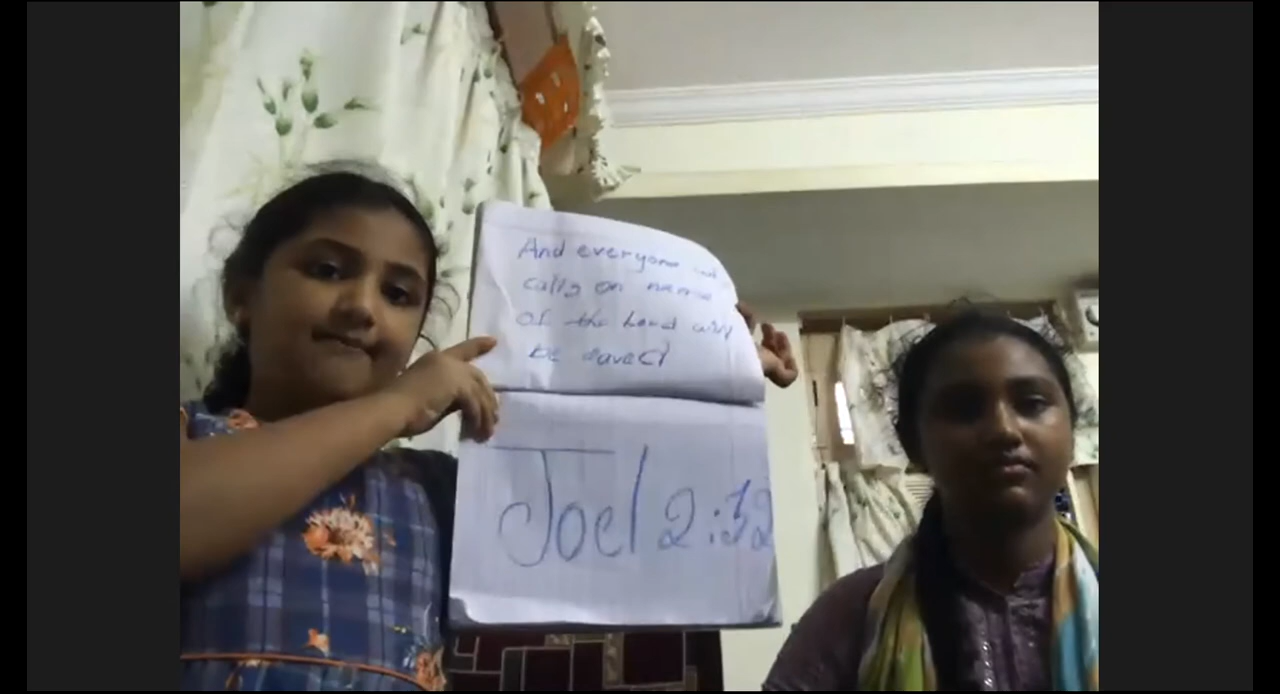 And everyone
calls on name
of the Lord will
be saved
Joel 2:32